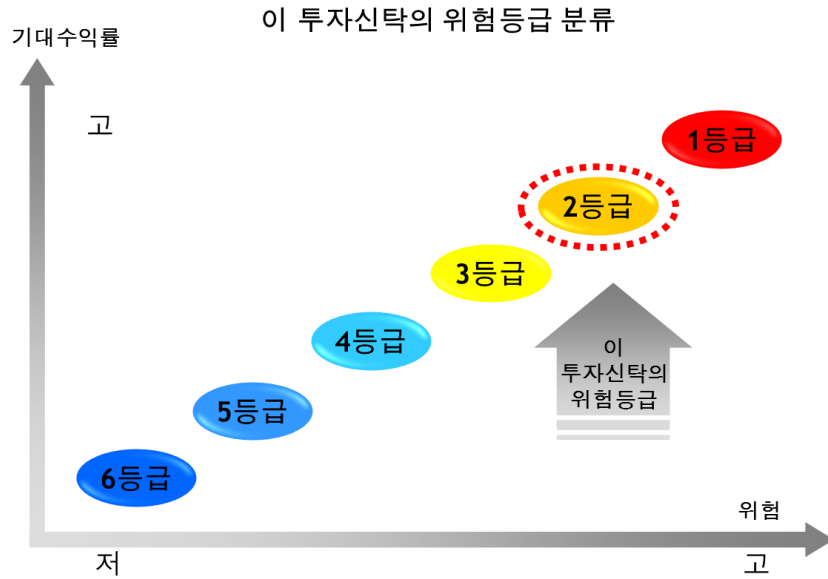 이 투자신탁의 위험등급 분류
기대수익률
고
1등급
2등급
3등급
4등급
5등급
6등급
이
투자신탁의
위험등급
위험
저
고